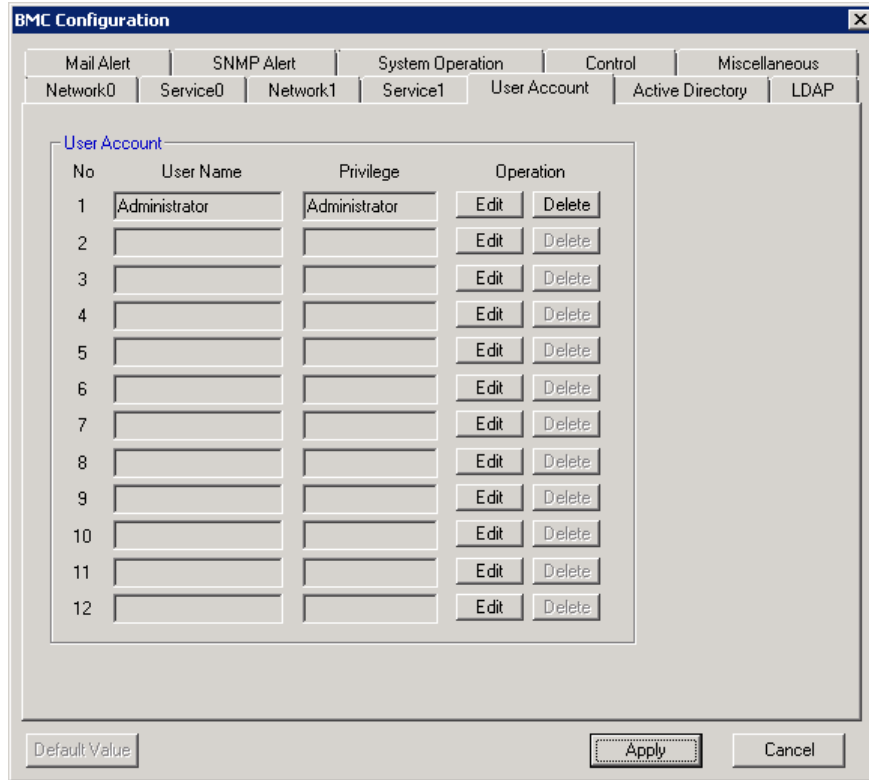 BMC Configuration
Mail Alert SNMP Alert System Operation Control Miscellaneous
Network0 Service0 Network1 Service1 User Account Active Directory LDAP
User Account
No User Name Privilege Operation
1 Administrator Administrator Edit Delete
2 Edit Delete
3 Edit Delete
4 Edit Delete
5 Edit Delete
6 Edit Delete
7 Edit Delete
8 Edit Delete
9 Edit Delete
10 Edit Delete
11 Edit Delete
12 Edit Delete
Default Value Apply Cancel